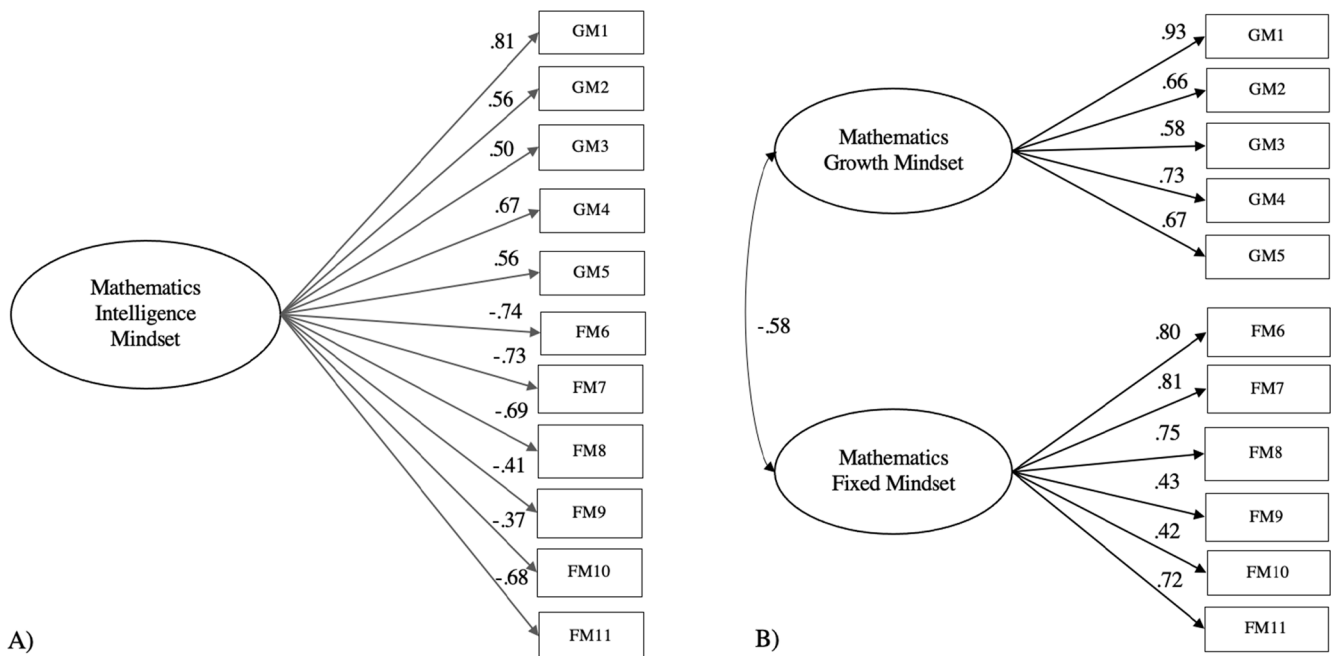 .81
GM1
.56
GM2
.50
GM3
.67
GM4
.56
GM5
Mathematics
Intelligence
Mindset
-.74
FM6
-.73
FM7
-.69
FM8
-.41
FM9
-.37
FM10
-.68
FM11
A)
.93
GM1
.66
GM2
Mathematics
Growth Mindset
.58
GM3
.73
GM4
.67
GM5
-.58
.80
FM6
.81
FM7
.75
FM8
Mathematics
Fixed Mindset
.43
FM9
.42
FM10
.72
FM11
B)